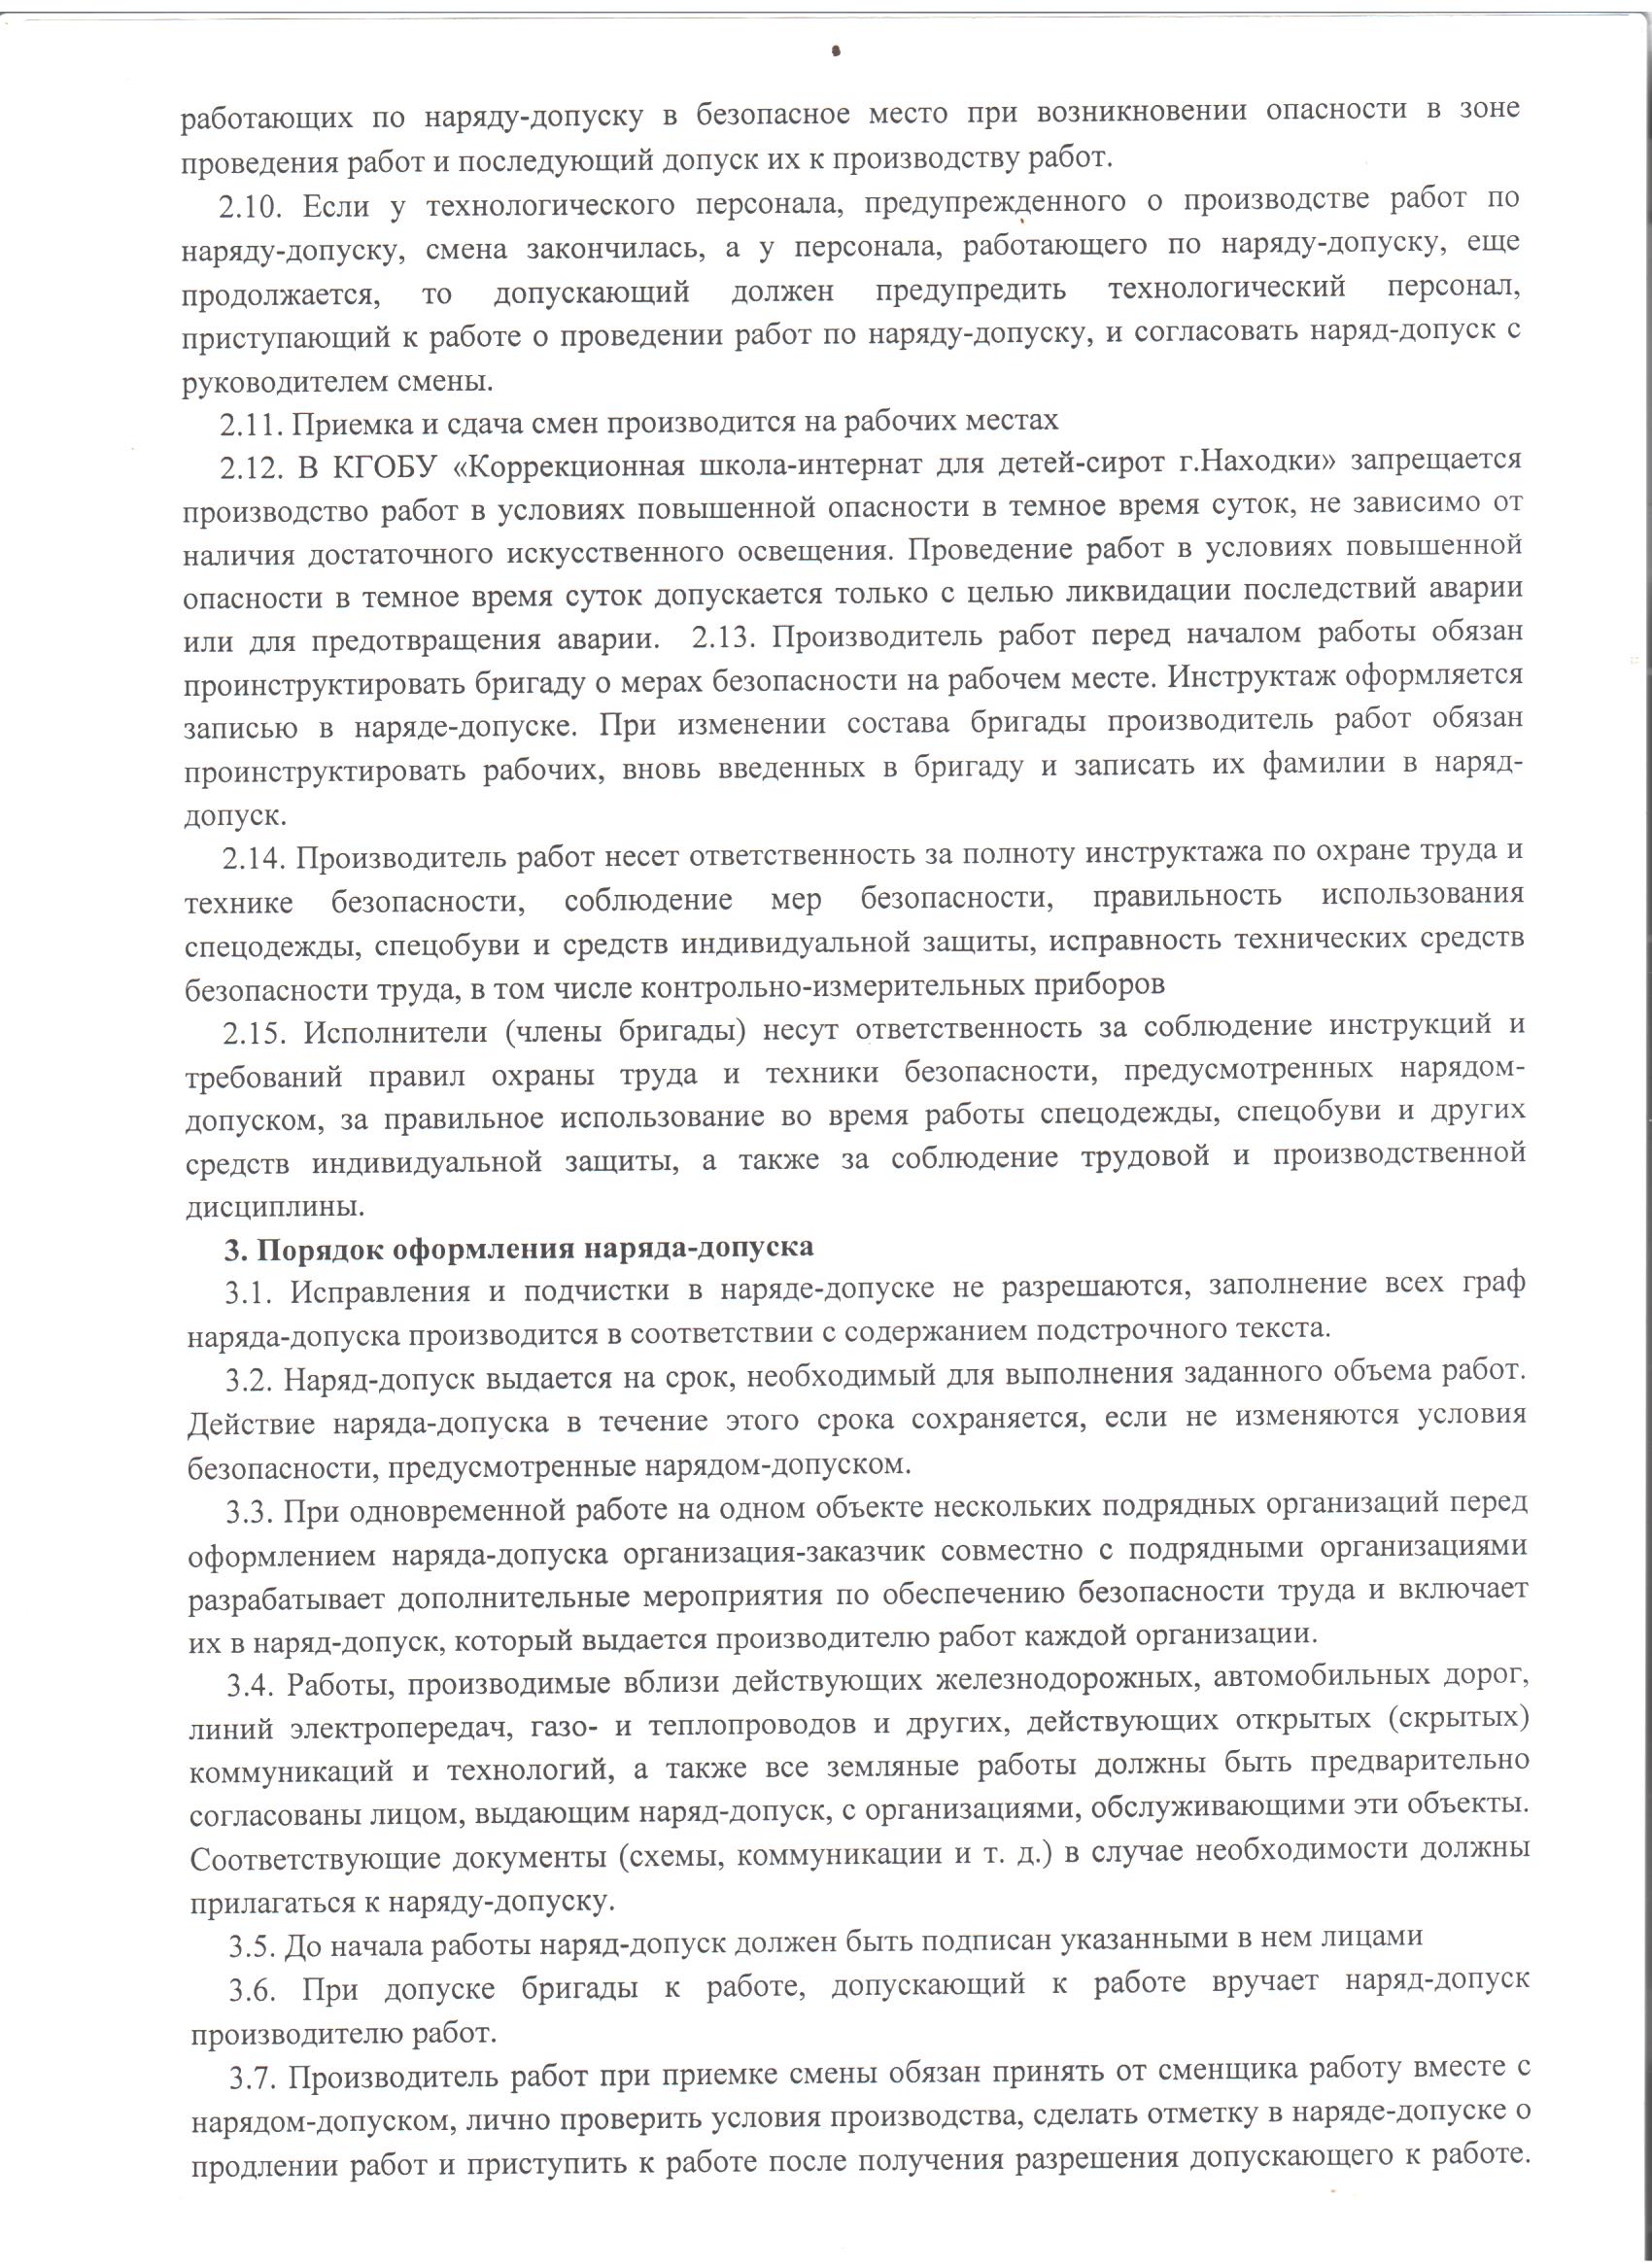 работающих по наряду-допуску в безопасное место при возникновении опасности в зоне
проведения работ и последующий допуск их к производству работ.
2.10. Если у технологического персонала, предупрежденного о производстве работ по
наряду-допуску, смена закончилась, а у персонала, работающего по наряду-допуску, еще
продолжается, то допускающий должен предупредить технологический персонал,
приступающий к работе о проведении работ по наряду-допуску, и согласовать наряд-допуск с
руководителем смены.
2.11. Приемка и сдача смен производится на рабочих местах
2.12. В КГОБУ «Коррекционная школа-интернат для детей-сирот г.Находки» запрещается
производство работ в условиях повышенной опасности в темное время суток, не зависимо от
наличия достаточного искусственного освещения. Проведение работ в условиях повышенной
опасности в темное время суток допускается только с целью ликвидации последствий аварии
или для предотвращения аварии. 2.13. Производитель работ перед началом работы обязан
проинструктировать бригаду о мерах безопасности на рабочем месте. Инструктаж оформляется
записью в наряде-допуске. При изменении состава бригады производитель работ обязан
проинструктировать рабочих, вновь введенных в бригаду и записать их фамилии в наряд-
допуск.
2.14. Производитель работ несет ответственность за полноту инструктажа по охране труда и
технике безопасности, соблюдение мер безопасности, правильность использования
спецодежды, спецобуви и средств индивидуальной защиты, исправность технических средств
безопасности труда, в том числе контрольно-измерительных приборов
2.15. Исполнители (члены бригады) несут ответственность за соблюдение инструкций и
требований правил охраны труда и техники безопасности, предусмотренных нарядом-
допуском, за правильное использование во время работы спецодежды, спецобуви и других
средств индивидуальной защиты, а также за соблюдение трудовой и производственной
дисциплины.
3. Порядок оформления наряда-допуска
3.1. Исправления и подчистки в наряде-допуске не разрешаются, заполнение всех граф
наряда-допуска производится в соответствии с содержанием подстрочного текста.
3.2. Наряд-допуск выдается на срок, необходимый для выполнения заданного объема работ.
Действие наряда-допуска в течение этого срока сохраняется, если не изменяются условия
безопасности, предусмотренные нарядом-допуском.
3.3. При одновременной работе на одном объекте нескольких подрядных организаций перед
оформлением наряда-допуска организация-заказчик совместно с подрядными организациями
разрабатывает дополнительные мероприятия по обеспечению безопасности труда и включает
их в наряд-допуск, который выдается производителю работ каждой организации.
3.4. Работы, производимые вблизи действующих железнодорожных, автомобильных дорог,
линий электропередач, газо- и теплопроводов и других, действующих открытых (скрытых)
коммуникаций и технологий, а также все земляные работы должны быть предварительно
согласованы лицом, выдающим наряд-допуск, с организациями, обслуживающими эти объекты.
Соответствующие документы (схемы, коммуникации и т. д.) в случае необходимости должны
прилагаться к наряду-допуску.
3.5. До начала работы наряд-допуск должен быть подписан указанными в нем лицами
3.6. При допуске бригады к работе, допускающий к работе вручает наряд-допуск
производителю работ.
3.7. Производитель работ при приемке смены обязан принять от сменщика работу вместе с
нарядом-допуском, лично проверить условия производства, сделать отметку в наряде-допуске о
продлении работ и приступить к работе после получения разрешения допускающего к работе.